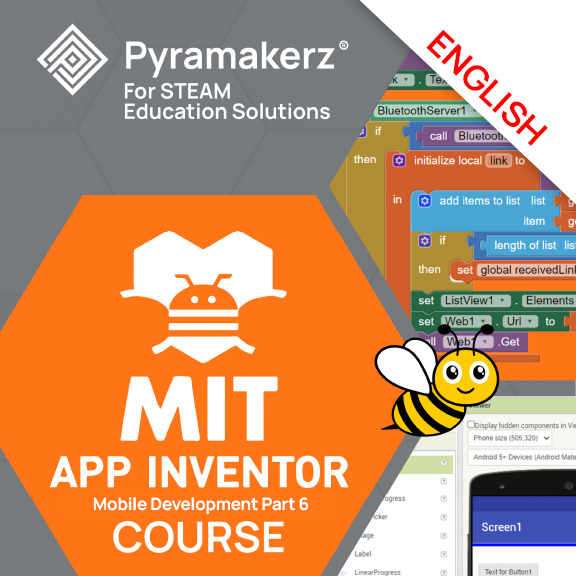 Pyramakerz®
For STEAM
Education Solutions
ENGLISH
BluetoothServer1
if
call
then
initialize local link to
in
add items to list list
item
if
length of list
then
set global
set ListView1 . Elements
set Web1 . Url to
Web1 .Get
MIT
APP INVENTOR
Mobile Development Part 6
COURSE
Display hidden components in
Phone size (505,320)
Android 5+ Devices (Android
Screen1
Label
LinearProgress
Text for Button1